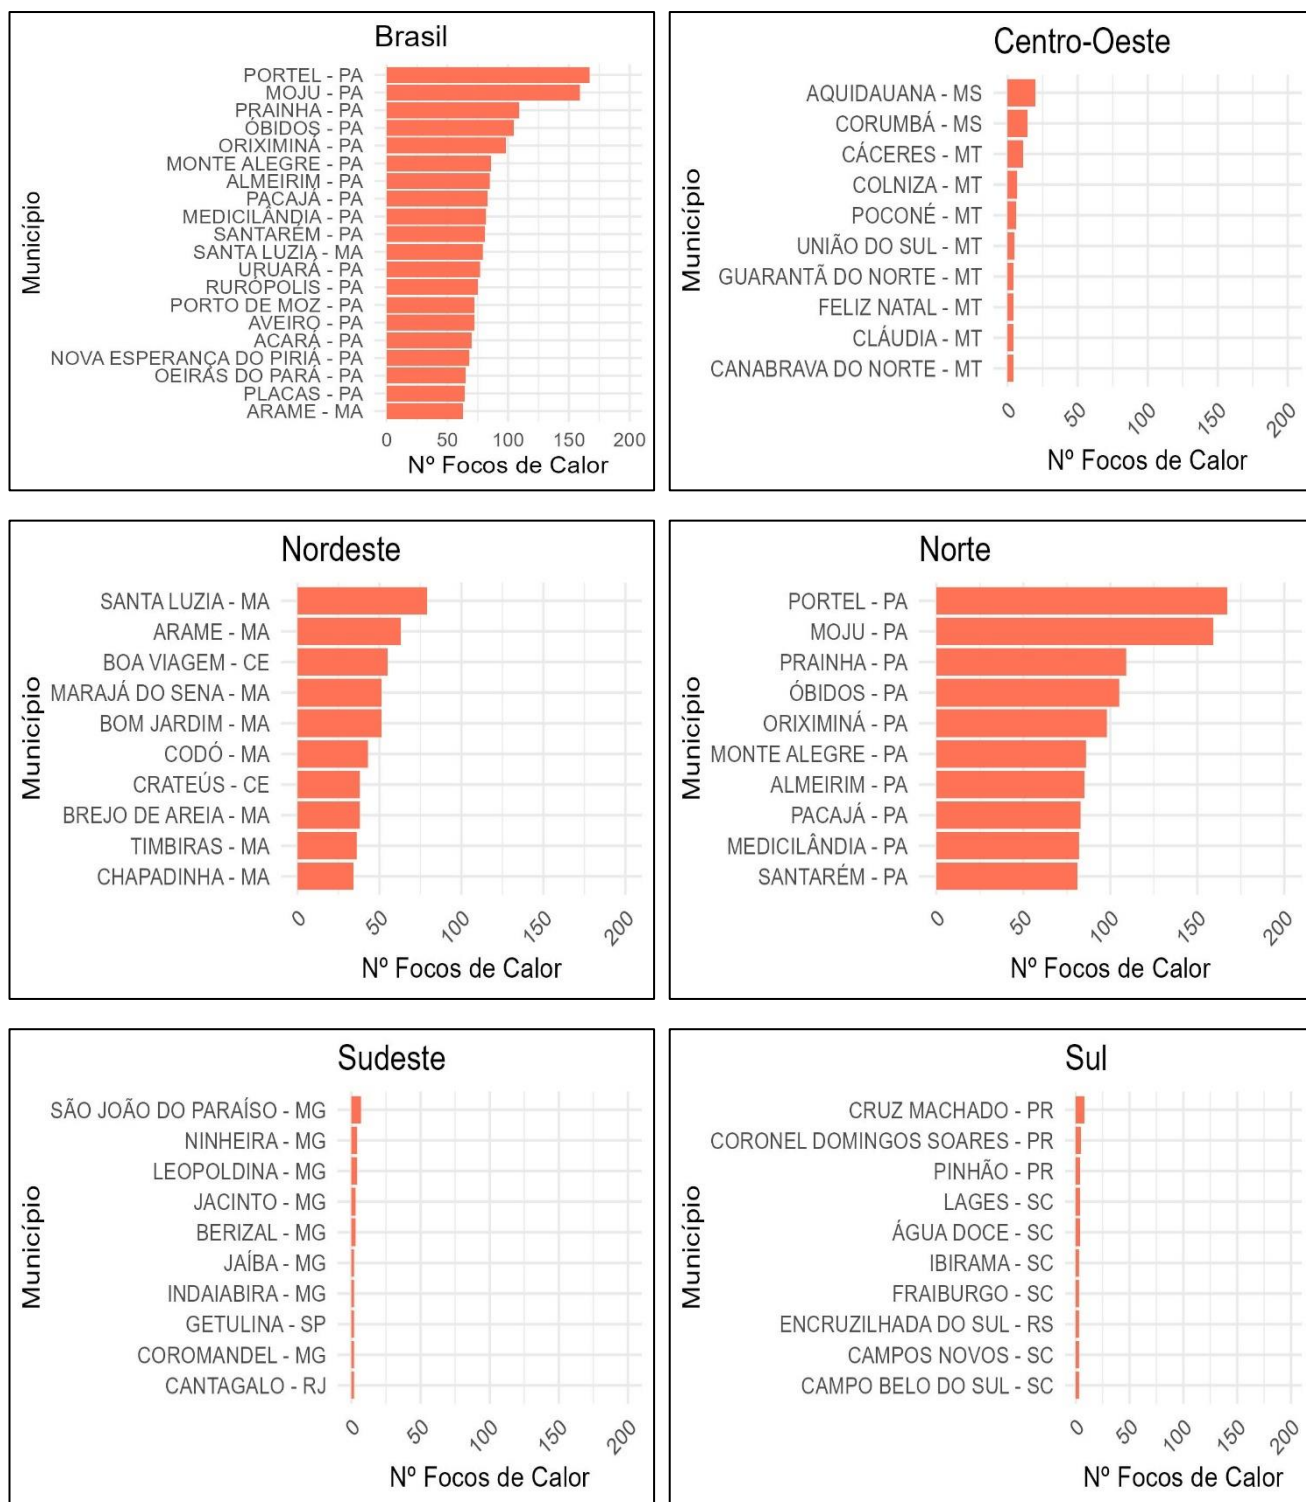 Brasil
Município
PORTEL - PA
MOJU - PA
PRAINHA - PA
ÓBIDOS - PA
ORIXIMINÁ - PA
MONTE ALEGRE - PA
ALMEIRIM - PA
PACAJÁ - PA
MEDICILÂNDIA - PA
SANTARÉM - PA
SANTA LUZIA - MA
URUARÁ - PA
RURÓPOLIS - PA
PORTO DE MOZ - PA
AVEIRO - PA
ACARÁ - PA
NOVA ESPERANÇA DO PIRIÁ - PA
OEIRAS DO PARÁ - PA
PLACAS - PA
ARAME - MA
0 50 100 150 200
Nº Focos de Calor
Centro-Oeste
Município
AQUIDAUANA - MS
CORUMBÁ - MS
CÁCERES - MT
COLNIZA - MT
POCONÉ - MT
UNIÃO DO SUL - MT
GUARANTÃ DO NORTE - MT
FELIZ NATAL - MT
CLÁUDIA - MT
CANABRAVA DO NORTE - MT
0 50 100 150 200
Nº Focos de Calor
Nordeste
Município
SANTA LUZIA - MA
ARAME - MA
BOA VIAGEM - CE
MARAJÁ DO SENA - MA
BOM JARDIM - MA
CODÓ - MA
CRATEÚS - CE
BREJO DE AREIA - MA
TIMBIRAS - MA
CHAPADINHA - MA
0 50 100 150 200
Nº Focos de Calor
Norte
Município
PORTEL - PA
MOJU - PA
PRAINHA - PA
ÓBIDOS - PA
ORIXIMINÁ - PA
MONTE ALEGRE - PA
ALMEIRIM - PA
PACAJÁ - PA
MEDICILÂNDIA - PA
SANTARÉM - PA
0 50 100 150 200
Nº Focos de Calor
Sudeste
Município
SÃO JOÃO DO PARAÍSO - MG
NINHEIRA - MG
LEOPOLDINA - MG
JACINTO - MG
BERIZAL - MG
JAÍBA - MG
INDAIABIRA - MG
GETULINA - SP
COROMANDEL - MG
CANTAGALO - RJ
0 50 100 150 200
Nº Focos de Calor
Sul
Município
CRUZ MACHADO - PR
CORONEL DOMINGOS SOARES - PR
PINHÃO - PR
LAGES - SC
ÁGUA DOCE - SC
IBIRAMA - SC
FRAIBURGO - SC
ENCRUZILHADA DO SUL - RS
CAMPOS NOVOS - SC
CAMPO BELO DO SUL - SC
0 50 100 150 200
Nº Focos de Calor